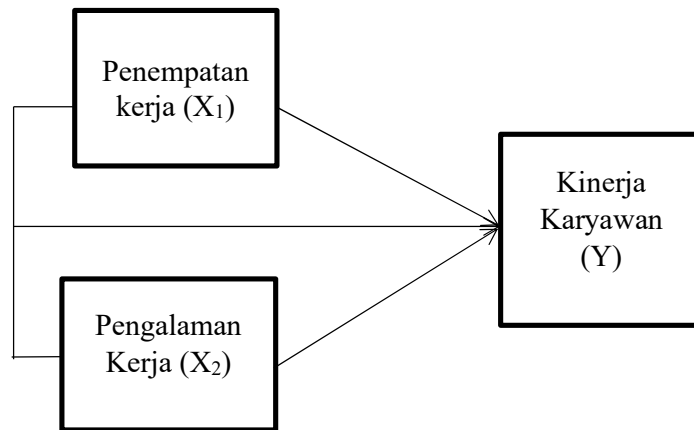 Penempatan
kerja (X₁)
Kinerja
Karyawan
(Y)
Pengalaman
Kerja (X₂)